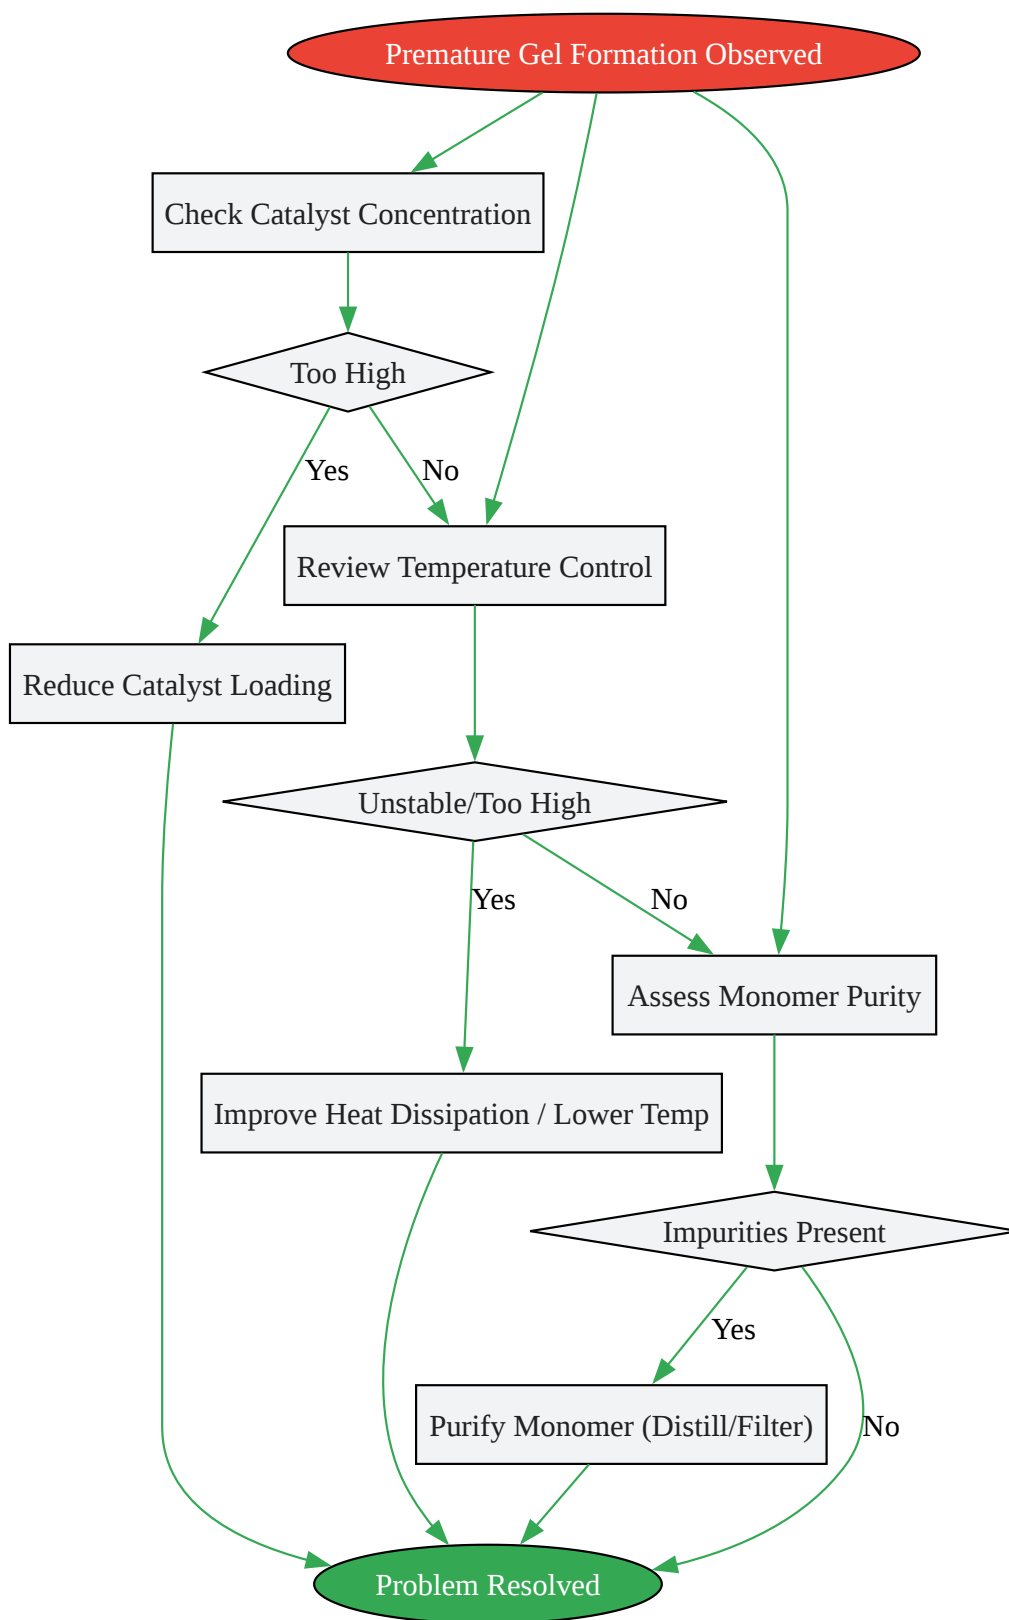 Premature Gel Formation Observed
Check Catalyst Concentration
Too High
Yes
No
Review Temperature Control
Reduce Catalyst Loading
Unstable/Too High
Yes
No
Assess Monomer Purity
Improve Heat Dissipation / Lower Temp
Impurities Present
Yes
Purify Monomer (Distill/Filter)
No
Problem Resolved